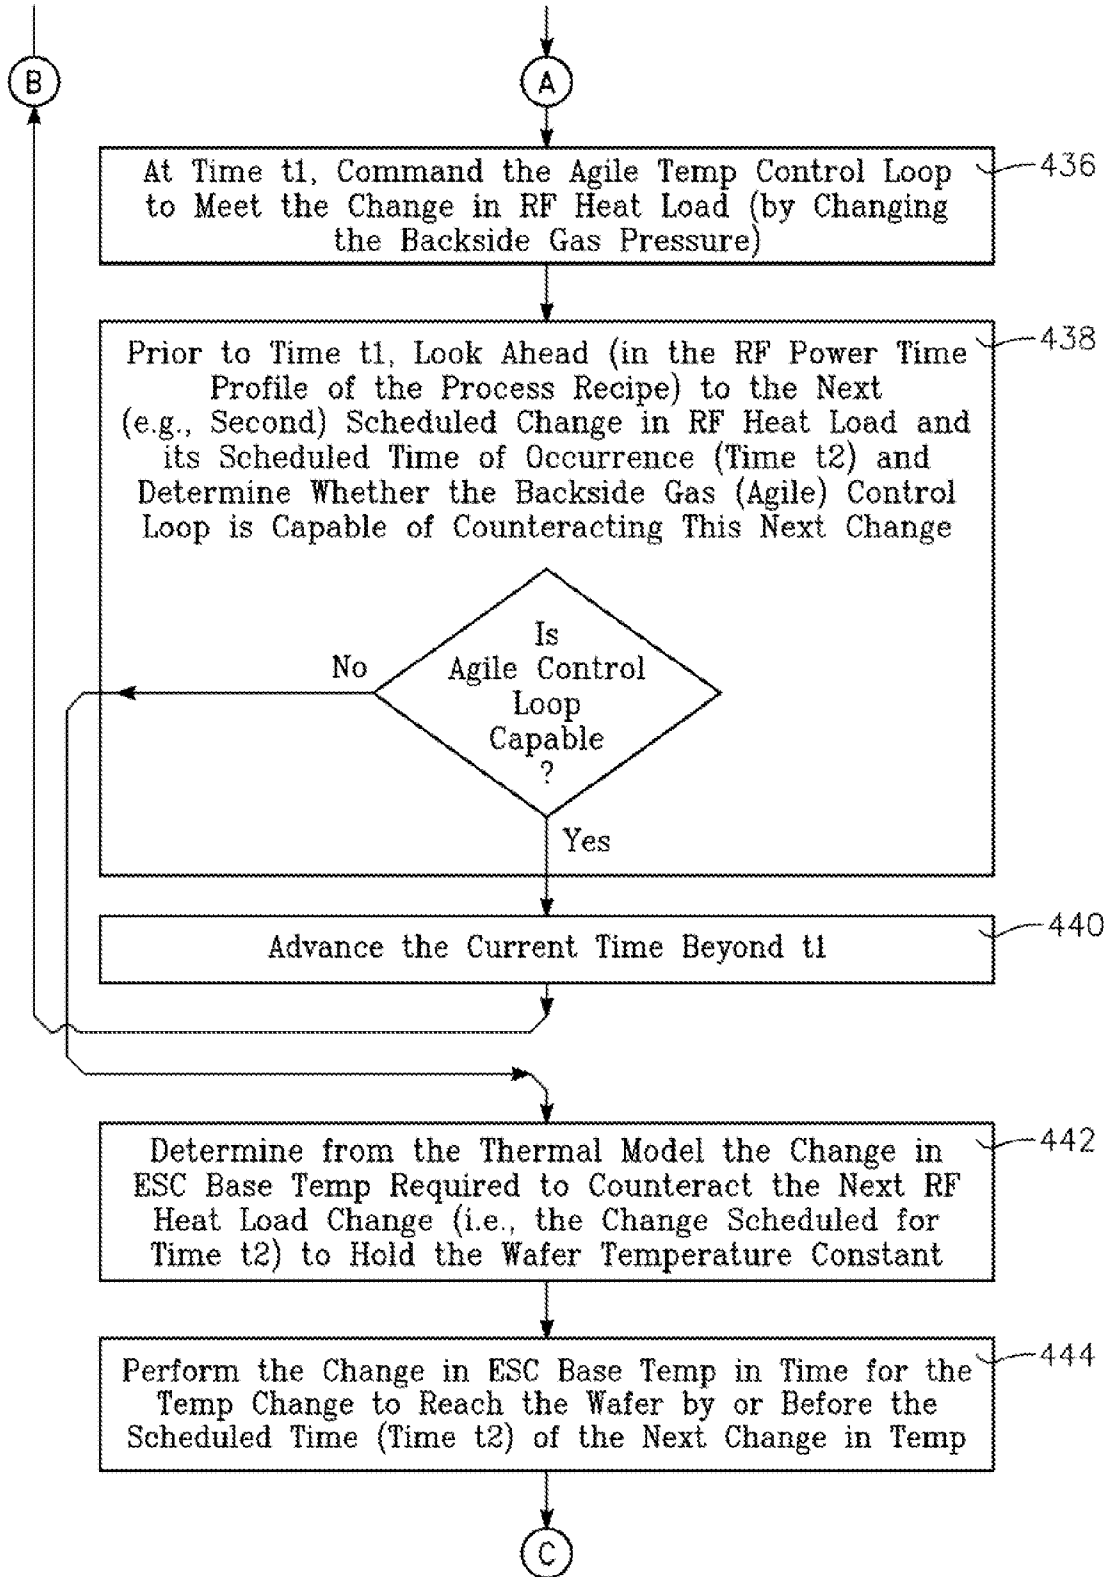 B
A
At Time t1, Command the Agile Temp Control Loop
to Meet the Change in RF Heat Load (by Changing
the Backside Gas Pressure)
436
Prior to Time t1, Look Ahead (in the RF Power Time
Profile of the Process Recipe) to the Next
(e.g., Second) Scheduled Change in RF Heat Load and
its Scheduled Time of Occurrence (Time t2) and
Determine Whether the Backside Gas (Agile) Control
Loop is Capable of Counteracting This Next Change
438
Is
Agile Control
Loop
Capable
?
No
Yes
Advance the Current Time Beyond t1
440
Determine from the Thermal Model the Change in
ESC Base Temp Required to Counteract the Next RF
Heat Load Change (i.e., the Change Scheduled for
Time t2) to Hold the Wafer Temperature Constant
442
Perform the Change in ESC Base Temp in Time for the
Temp Change to Reach the Wafer by or Before the
Scheduled Time (Time t2) of the Next Change in Temp
444
C